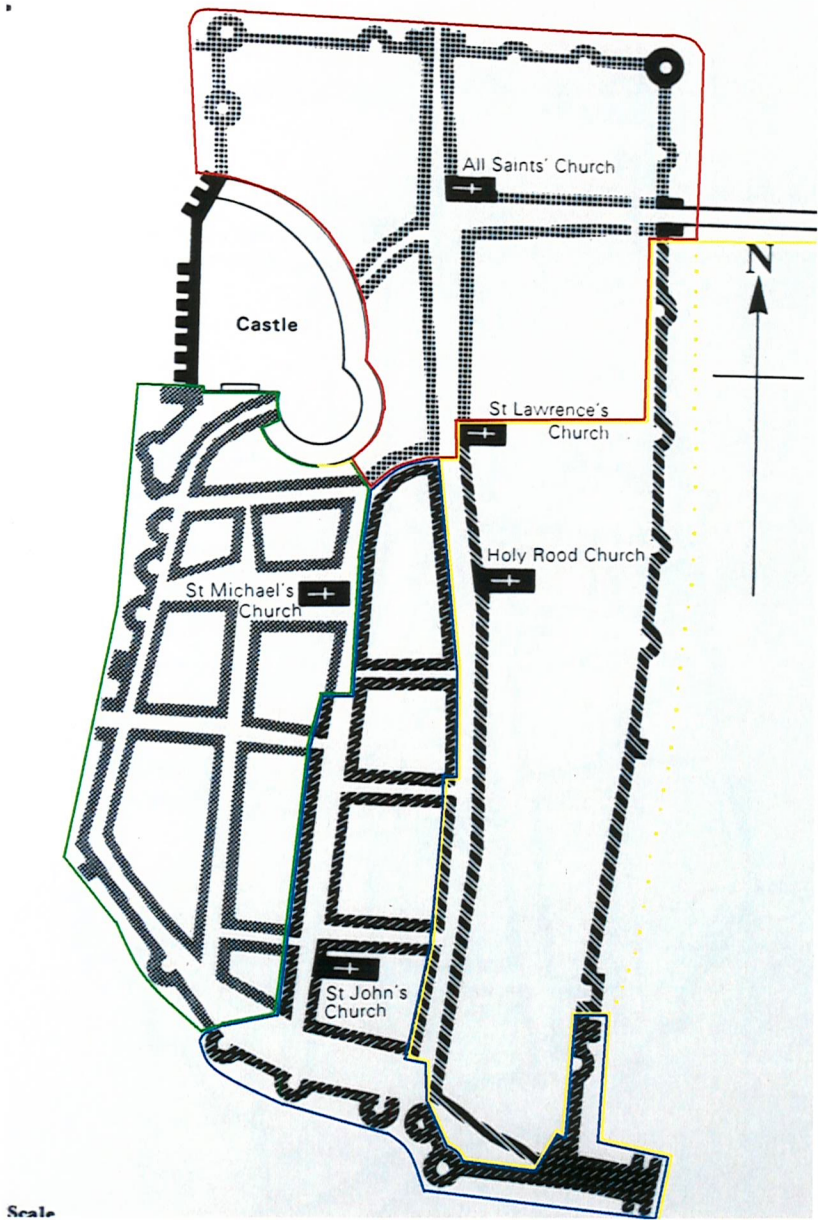 All Saints' Church
N
Castle
St Lawrence's
Church
Holy Rood Church
St Michael's
Church
St John's
Church
Scale